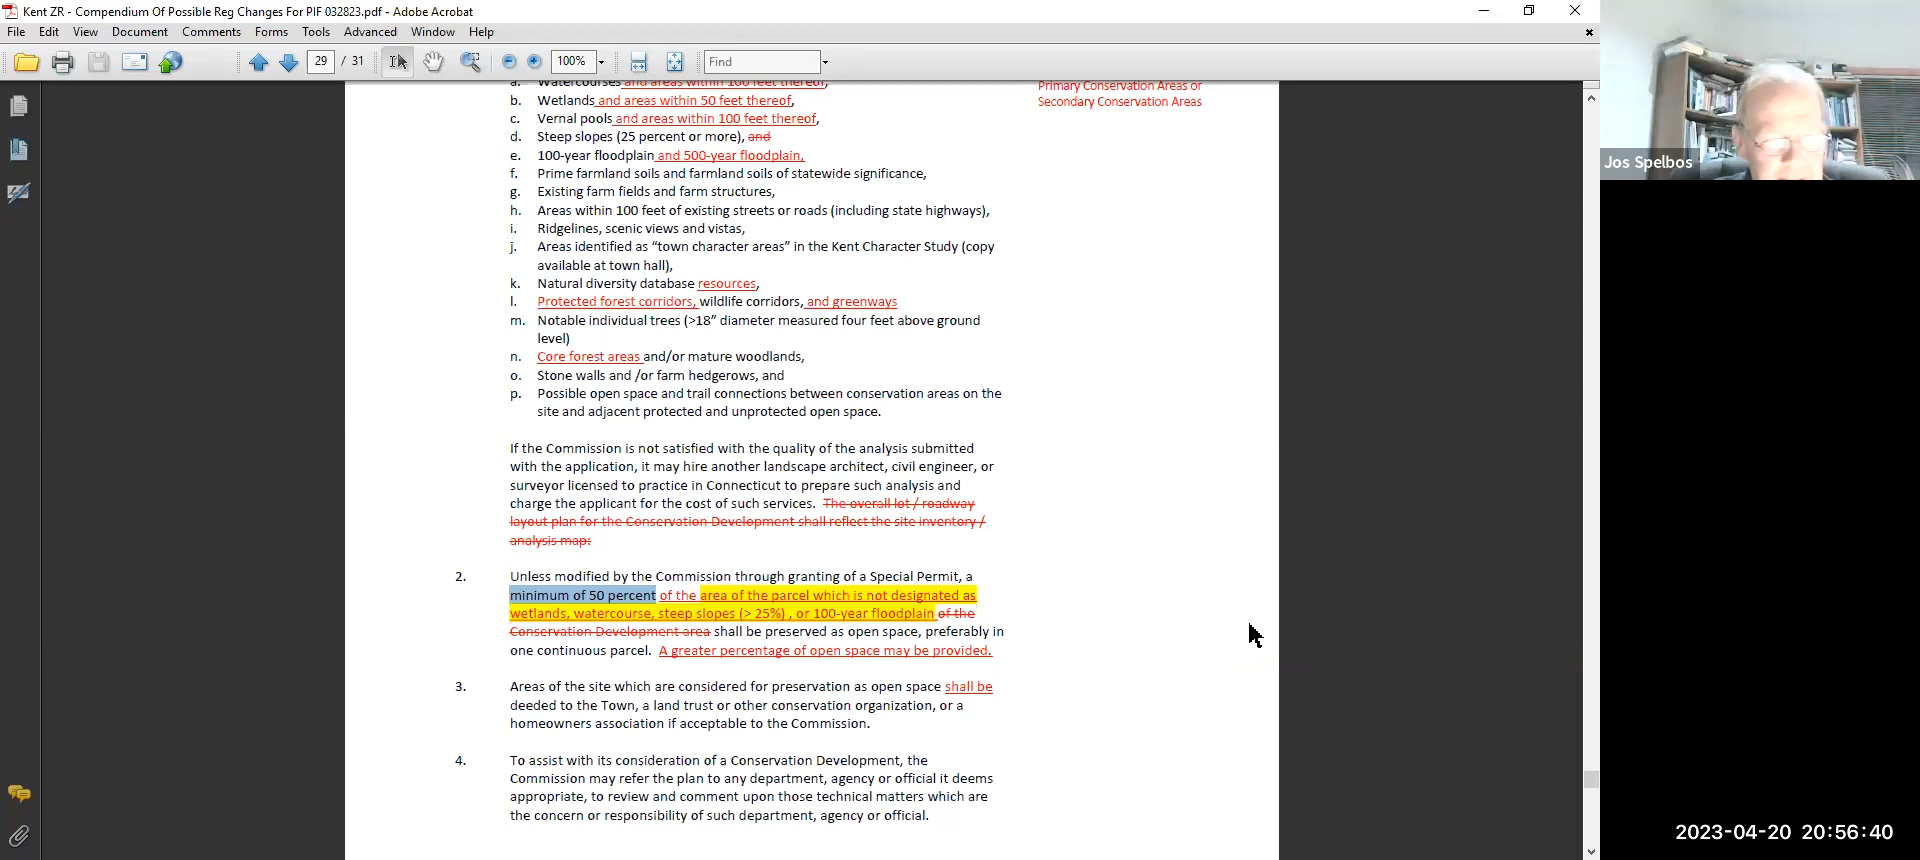 Kent ZR - Compendium Of Possible Reg Changes For PIF 032823.pdf - Adobe Acrobat
File Edit View Document Comments Forms Tools Advanced Window Help
29 / 31 100% Find
a. Watercourses and areas within 100 feet thereof,
b. Wetlands and areas within 50 feet thereof,
c. Vernal pools and areas within 100 feet thereof,
d. Steep slopes (25 percent or more), and
e. 100-year floodplain and 500-year floodplain,
f. Prime farmland soils and farmland soils of statewide significance,
g. Existing farm fields and farm structures,
h. Areas within 100 feet of existing streets or roads (including state highways),
i. Ridgelines, scenic views and vistas,
j. Areas identified as “town character areas” in the Kent Character Study (copy
available at town hall),
k. Natural diversity database resources,
l. Protected forest corridors, wildlife corridors, and greenways
m. Notable individual trees (>18” diameter measured four feet above ground
level)
n. Core forest areas and/or mature woodlands,
o. Stone walls and /or farm hedgerows, and
p. Possible open space and trail connections between conservation areas on the
site and adjacent protected and unprotected open space.
If the Commission is not satisfied with the quality of the analysis submitted
with the application, it may hire another landscape architect, civil engineer, or
surveyor licensed to practice in Connecticut to prepare such analysis and
charge the applicant for the cost of such services. The overall lot / roadway
layout plan for the Conservation Development shall reflect the site inventory /
analysis map:
2. Unless modified by the Commission through granting of a Special Permit, a
minimum of 50 percent of the area of the parcel which is not designated as
wetlands, watercourse, steep slopes (> 25%) , or 100-year floodplain of the
Conservation Development area shall be preserved as open space, preferably in
one continuous parcel. A greater percentage of open space may be provided.
3. Areas of the site which are considered for preservation as open space shall be
deeded to the Town, a land trust or other conservation organization, or a
homeowners association if acceptable to the Commission.
4. To assist with its consideration of a Conservation Development, the
Commission may refer the plan to any department, agency or official it deems
appropriate, to review and comment upon those technical matters which are
the concern or responsibility of such department, agency or official.
Primary Conservation Areas or
Secondary Conservation Areas
Jos Spelbos
2023-04-20 20:56:40